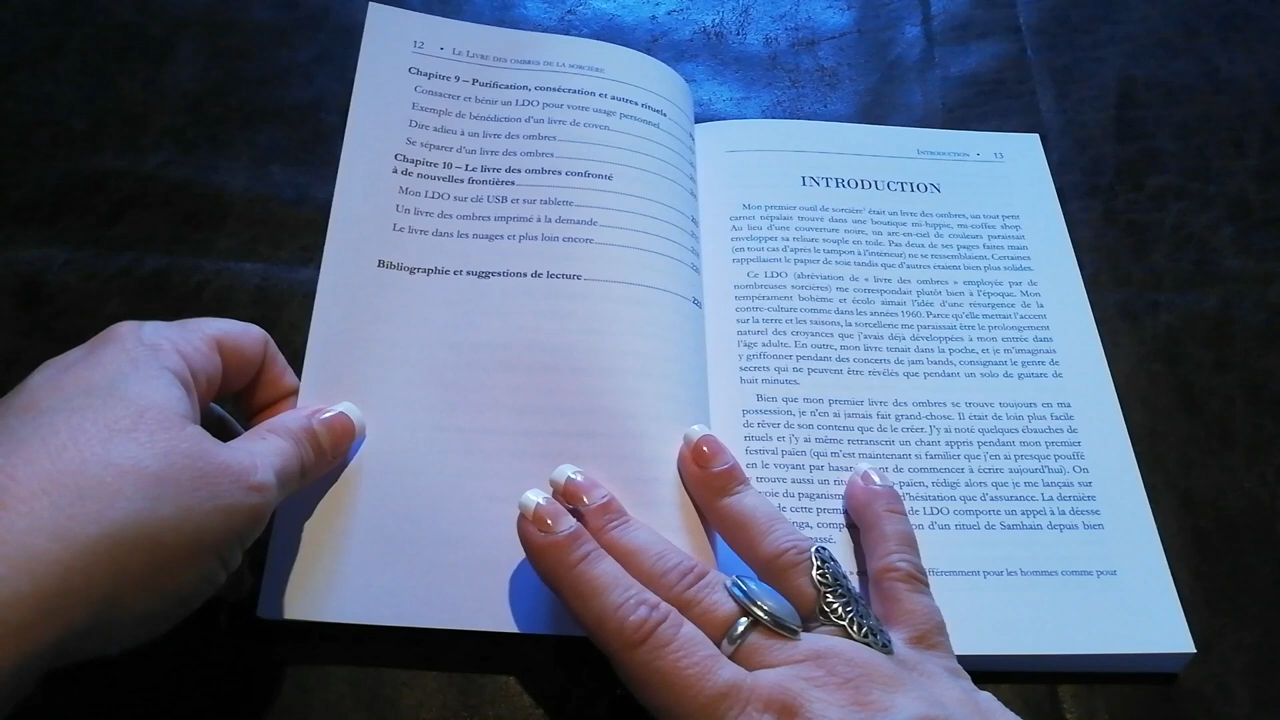 12 • Le Livre des ombres de la sorcière
Chapitre 9 – Purification, consécration et autres rituels
Consacrer et bénir un LDO pour votre usage personnel
Exemple de bénédiction d'un livre de coven
Dire adieu à un livre des ombres
Se séparer d'un livre des ombres
Chapitre 10 – Le livre des ombres confronté
à de nouvelles frontières
Mon LDO sur clé USB et sur tablette
Un livre des ombres imprimé à la demande
Le livre dans les nuages et plus loin encore
Bibliographie et suggestions de lecture
Introduction • 13
INTRODUCTION
Mon premier outil de sorcière¹ était un livre des ombres, un tout petit
carnet népalais trouvé dans une boutique mi-hippie, mi-coffee shop.
Au lieu d'une couverture noire, un arc-en-ciel de couleurs paraissait
envelopper sa reliure souple en toile. Pas deux de ses pages faites main
(en tout cas d'après le tampon à l'intérieur) ne se ressemblaient. Certaines
rappellaient le papier de soie tandis que d'autres étaient bien plus solides.
Ce LDO (abréviation de « livre des ombres » employée par de
nombreuses sorcières) me correspondait plutôt bien à l'époque. Mon
tempérament bohème et écolo aimait l'idée d'une résurgence de la
contre-culture comme dans les années 1960. Parce qu'elle mettait l'accent
sur la terre et les saisons, la sorcellerie me paraissait être le prolongement
naturel des croyances que j'avais déjà développées à mon entrée dans
l'âge adulte. En outre, mon livre tenait dans la poche, et je m'imaginais
y griffonner pendant des concerts de jam bands, consignant le genre de
secrets qui ne peuvent être révélés que pendant un solo de guitare de
huit minutes.
Bien que mon premier livre des ombres se trouve toujours en ma
possession, je n'en ai jamais fait grand-chose. Il était de loin plus facile
de rêver de son contenu que de le créer. J'y ai noté quelques ébauches de
rituels et j'y ai même retranscrit un chant appris pendant mon premier
festival païen (qui m'est maintenant si familier que j'ai presque pouffé
en le voyant par hasar nt de commencer à écrire aujourd'hui). On
y trouve aussi un ritu -païen, rédigé alors que je me lançais sur
voie du paganism d'hésitation que d'assurance. La dernière
de cette premi de LDO comporte un appel à la déesse
inga, comp on d'un rituel de Samhain depuis bien
assé.
» ifféremment pour les hommes comme pour